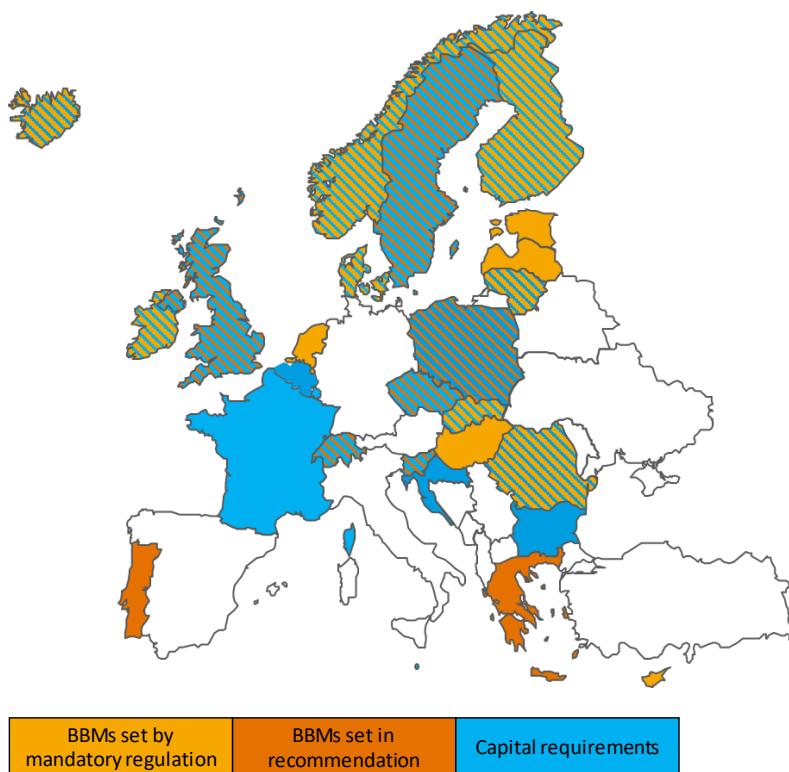 BBMs set by
mandatory regulation
BBMs set in
recommendation
Capital requirements